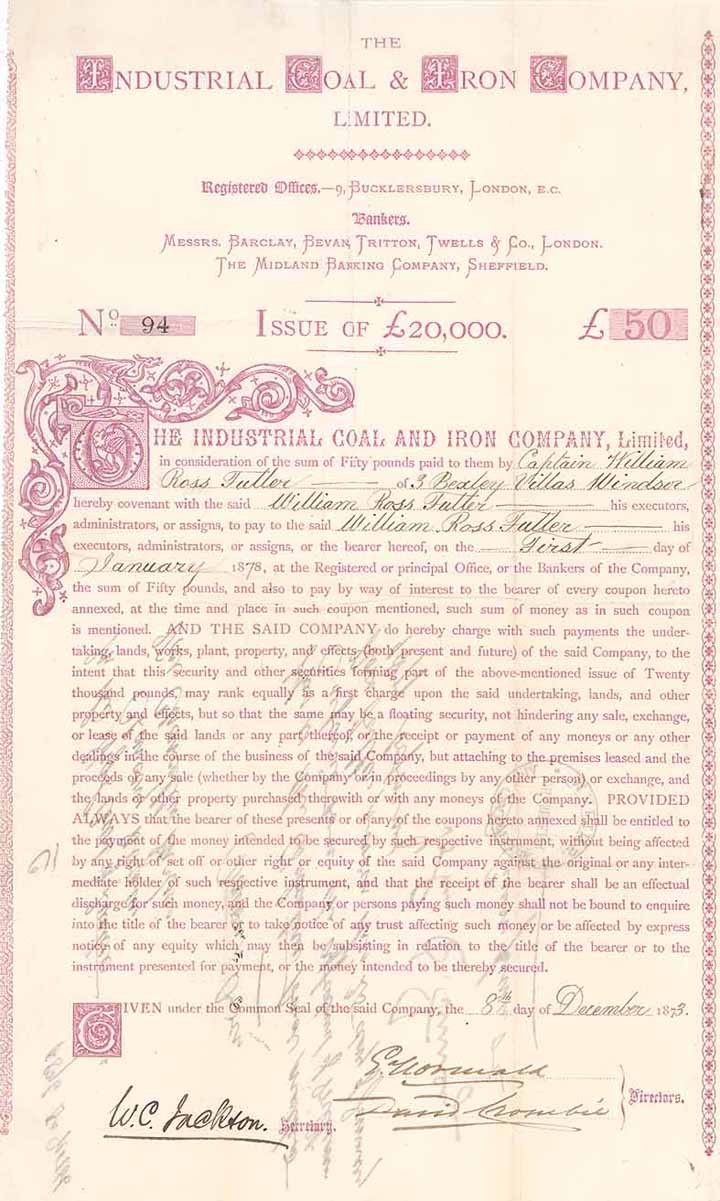 THE
INDUSTRIAL COAL & IRON COMPANY,
LIMITED.
Registered Offices.—9, BUCKLERSBURY, LONDON, E.C.
Bankers.
MESSRS. BARCLAY, BEVAN, TRITTON, TWELLS & CO., LONDON.
THE MIDLAND BANKING COMPANY, SHEFFIELD.
No. 94 ISSUE OF £20,000. £ 50
THE INDUSTRIAL COAL AND IRON COMPANY, Limited,
in consideration of the sum of Fifty pounds paid to them by Captain William
Ross Fuller of 3 Bexley Villas Windsor
hereby covenant with the said William Ross Fuller his executors,
administrators, or assigns, to pay to the said William Ross Fuller his
executors, administrators, or assigns, or the bearer hereof, on the First day of
January 1878, at the Registered or principal Office, or the Bankers of the Company,
the sum of Fifty pounds, and also to pay by way of interest to the bearer of every coupon hereto
annexed, at the time and place in such coupon mentioned, such sum of money as in such coupon
is mentioned. AND THE SAID COMPANY do hereby charge with such payments the under-
taking, lands, works, plant, property, and effects, (both present and future) of the said Company, to the
intent that this security and other securities forming part of the above-mentioned issue of Twenty
thousand pounds, may rank equally as a first charge upon the said undertaking, lands, and other
property and effects, but so that the same may be a floating security, not hindering any sale, exchange,
or lease of the said lands or any part thereof, or the receipt or payment of any moneys or any other
dealings in the course of the business of the said Company, but attaching to the premises leased and the
proceeds of any sale (whether by the Company or in proceedings by any other person) or exchange, and
the lands or other property purchased therewith or with any moneys of the Company. PROVIDED
ALWAYS that the bearer of these presents or of any of the coupons hereto annexed shall be entitled to
the payment of the money intended to be secured by such respective instrument, without being affected
by any right of set off or other right or equity of the said Company against the original or any inter-
mediate holder of such respective instrument, and that the receipt of the bearer shall be an effectual
discharge for such money, and the Company or persons paying such money shall not be bound to enquire
into the title of the bearer or to take notice of any trust affecting such money or be affected by express
notice of any equity which may then be subsisting in relation to the title of the bearer or to the
instrument presented for payment, or the money intended to be thereby secured.
GIVEN under the Common Seal of the said Company, the 8th day of December 1873.
W. C. Jackson. Secretary.
David Crombie Directors.